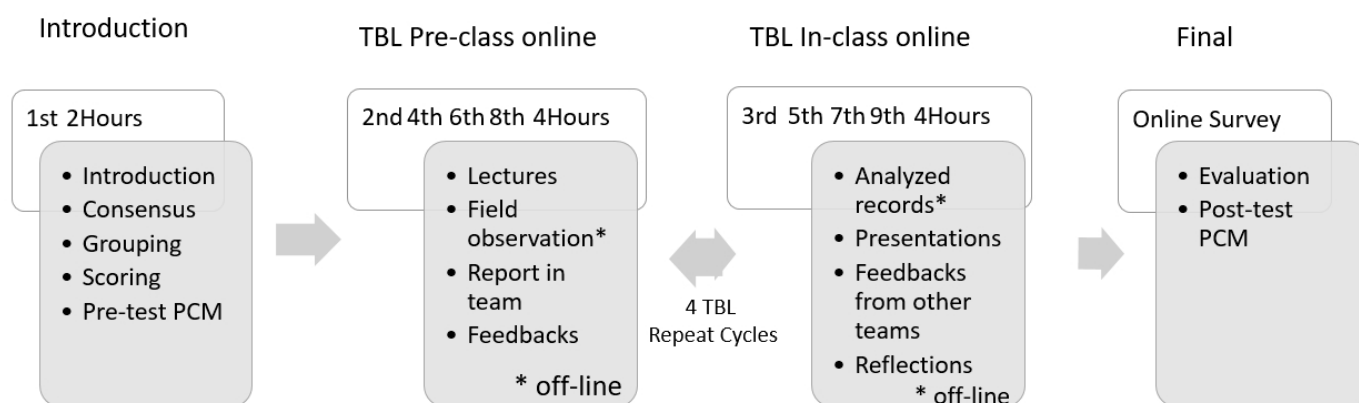 Introduction
TBL Pre-class online
TBL In-class online
Final
1st 2Hours
• Introduction
• Consensus
• Grouping
• Scoring
• Pre-test PCM
2nd 4th 6th 8th 4Hours
• Lectures
• Field
observation*
• Report in
team
• Feedbacks
* off-line
4 TBL
Repeat Cycles
3rd 5th 7th 9th 4Hours
• Analyzed
records*
• Presentations
• Feedbacks
from other
teams
• Reflections
* off-line
Online Survey
• Evaluation
• Post-test
PCM